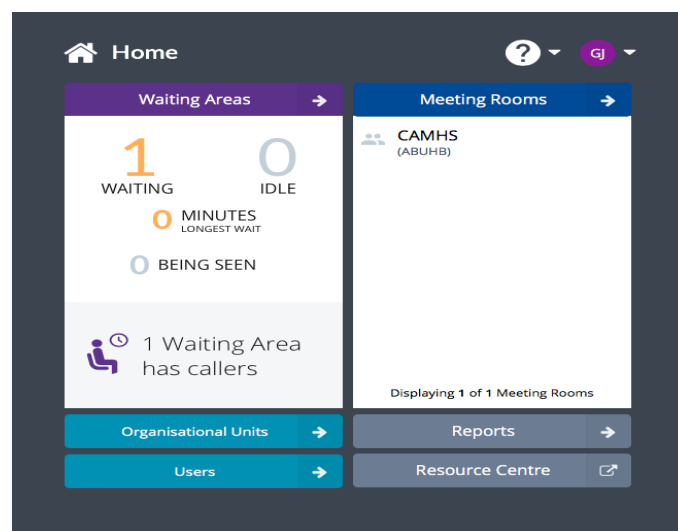 Home
?
GJ
Waiting Areas
Meeting Rooms
1
WAITING
0
IDLE
0 MINUTES
LONGEST WAIT
0 BEING SEEN
1 Waiting Area
has callers
CAMHS
(ABUHB)
Displaying 1 of 1 Meeting Rooms
Organisational Units
Reports
Users
Resource Centre